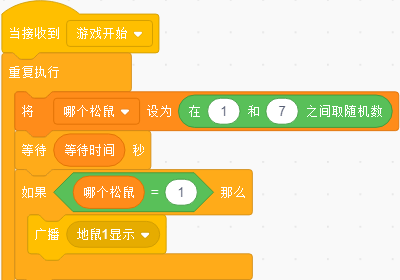 当接收到 游戏开始
重复执行
将 哪个松鼠 设为 在 1 和 7 之间取随机数
等待 等待时间 秒
如果 哪个松鼠 = 1 那么
广播 地鼠1显示